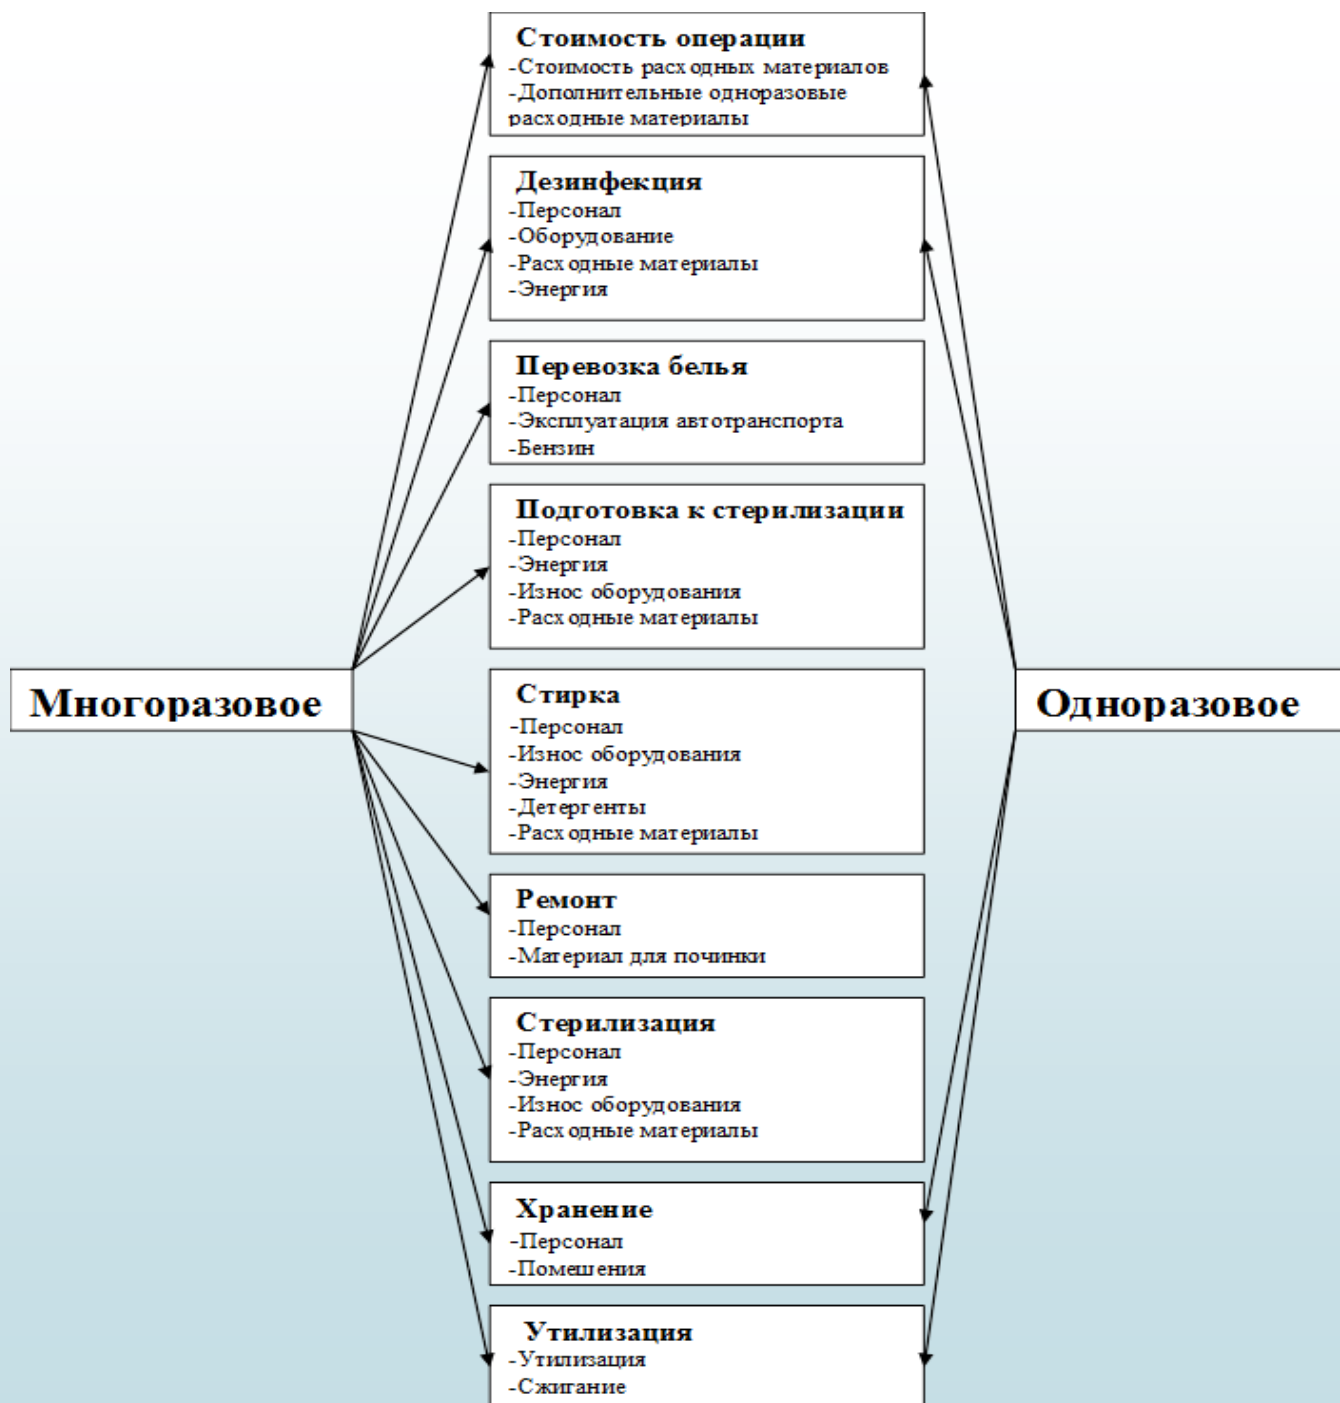 Стоимость операции
-Стоимость расходных материалов
-Дополнительные одноразовые
расходные материалы
Дезинфекция
-Персонал
-Оборудование
-Расходные материалы
-Энергия
Перевозка белья
-Персонал
-Эксплуатация автотранспорта
-Бензин
Подготовка к стерилизации
-Персонал
-Энергия
-Износ оборудования
-Расходные материалы
Многоразовое
Одноразовое
Стирка
-Персонал
-Износ оборудования
-Энергия
-Детергенты
-Расходные материалы
Ремонт
-Персонал
-Материал для починки
Стерилизация
-Персонал
-Энергия
-Износ оборудования
-Расходные материалы
Хранение
-Персонал
-Помешения
Утилизация
-Утилизация
-Сжигание